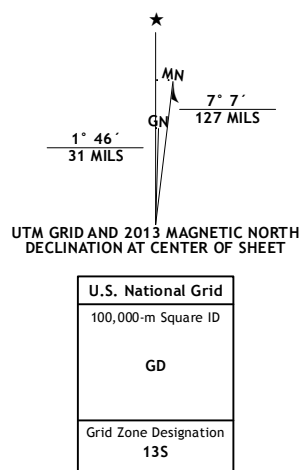 ★
MN
7° 7´
127 MILS
GN
1° 46´
31 MILS
UTM GRID AND 2013 MAGNETIC NORTH
DECLINATION AT CENTER OF SHEET
U.S. National Grid
100,000-m Square ID
GD
Grid Zone Designation
13S